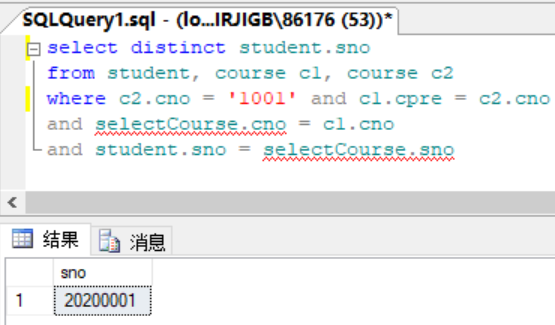 SQLQuery1.sql - (lo...IRJIGB\86176 (53))*
select distinct student.sno
from student, course c1, course c2
where c2.cno = '1001' and c1.cpre = c2.cno
and selectCourse.cno = c1.cno
and student.sno = selectCourse.sno
结果 消息
sno
1 20200001